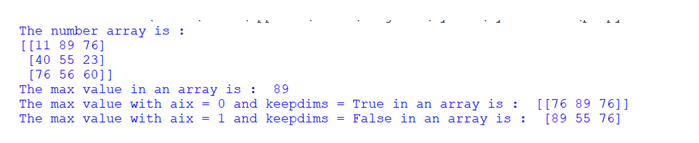 The number array is :
[[11 89 76]
[40 55 23]
[76 56 60]]
The max value in an array is :  89
The max value with aix = 0 and keepdims = True in an array is :  [[76 89 76]]
The max value with aix = 1 and keepdims = False in an array is :  [89 55 76]